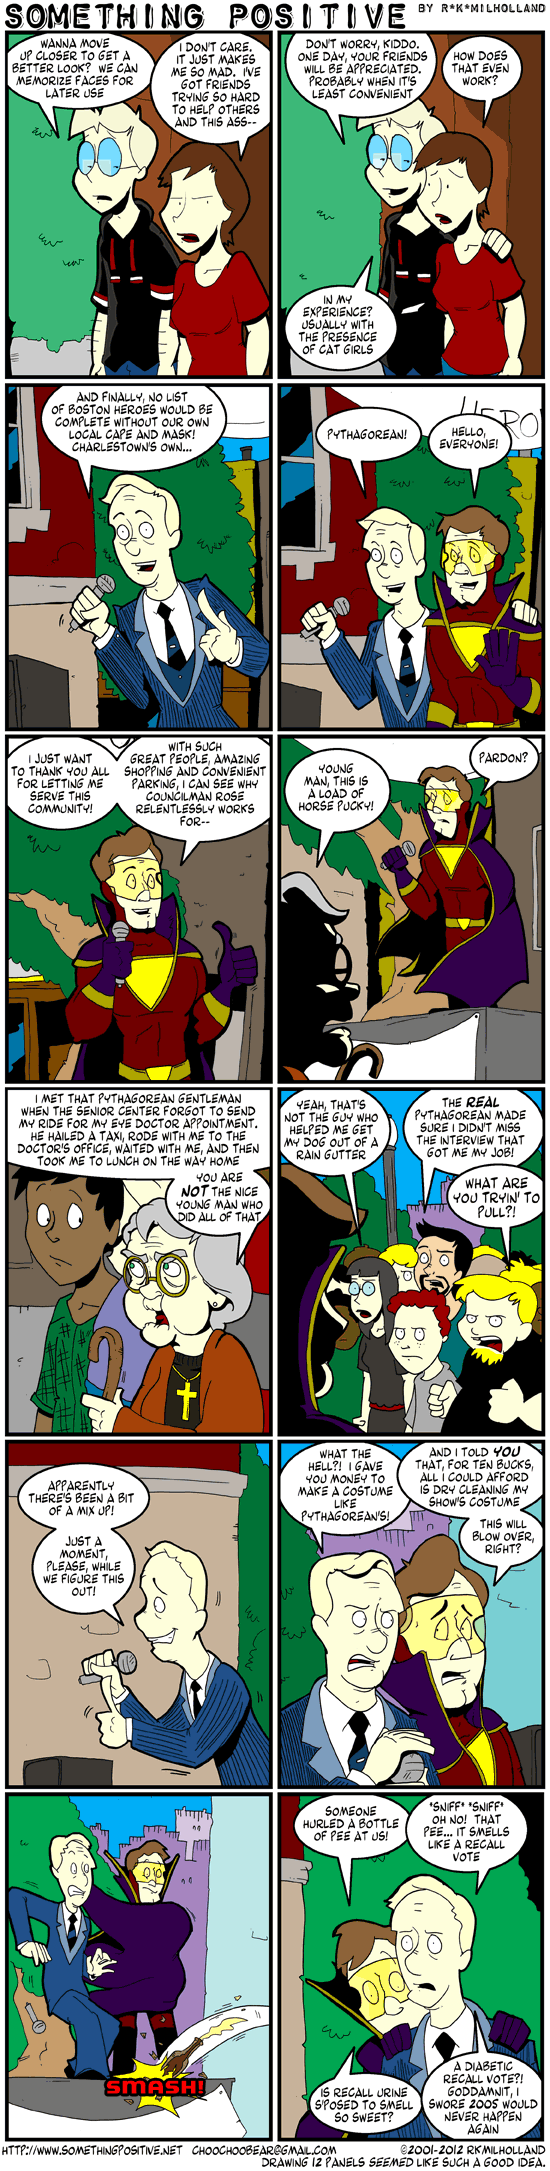 SOMETHING POSITIVE BY R*K*MILHOLLAND
WANNA MOVE
UP CLOSER TO GET A
BETTER LOOK? WE CAN
MEMORIZE FACES FOR
LATER USE
I DON'T CARE.
IT JUST MAKES
ME SO MAD. I'VE
GOT FRIENDS
TRYING SO HARD
TO HELP OTHERS
AND THIS ASS--
DON'T WORRY, KIDDO.
ONE DAY, YOUR FRIENDS
WILL BE APPRECIATED.
PROBABLY WHEN IT'S
LEAST CONVENIENT
HOW DOES
THAT EVEN
WORK?
IN MY
EXPERIENCE?
USUALLY WITH
THE PRESENCE
OF CAT GIRLS
AND FINALLY, NO LIST
OF BOSTON HEROES WOULD BE
COMPLETE WITHOUT OUR OWN
LOCAL CAPE AND MASK!
CHARLESTOWN'S OWN...
HERO
PYTHAGOREAN!
HELLO,
EVERYONE!
I JUST WANT
TO THANK YOU ALL
FOR LETTING ME
SERVE THIS
COMMUNITY!
WITH SUCH
GREAT PEOPLE, AMAZING
SHOPPING AND CONVENIENT
PARKING, I CAN SEE WHY
COUNCILMAN ROSE
RELENTLESSLY WORKS
FOR--
YOUNG
MAN, THIS IS
A LOAD OF
HORSE PUCKY!
PARDON?
I MET THAT PYTHAGOREAN GENTLEMAN
WHEN THE SENIOR CENTER FORGOT TO SEND
MY RIDE FOR MY EYE DOCTOR APPOINTMENT.
HE HAILED A TAXI, RODE WITH ME TO THE
DOCTOR'S OFFICE, WAITED WITH ME, AND THEN
TOOK ME TO LUNCH ON THE WAY HOME
YOU ARE
NOT THE NICE
YOUNG MAN WHO
DID ALL OF THAT
YEAH, THAT'S
NOT THE GUY WHO
HELPED ME GET
MY DOG OUT OF A
RAIN GUTTER
THE REAL
PYTHAGOREAN MADE
SURE I DIDN'T MISS
THE INTERVIEW THAT
GOT ME MY JOB!
WHAT ARE
YOU TRYIN' TO
PULL?!
APPARENTLY
THERE'S BEEN A BIT
OF A MIX UP!
JUST A
MOMENT,
PLEASE, WHILE
WE FIGURE THIS
OUT!
WHAT THE
HELL?! I GAVE
YOU MONEY TO
MAKE A COSTUME
LIKE
PYTHAGOREAN'S!
AND I TOLD YOU
THAT, FOR TEN BUCKS,
ALL I COULD AFFORD
IS DRY CLEANING MY
SHOW'S COSTUME
THIS WILL
BLOW OVER,
RIGHT?
SMASH!
SOMEONE
HURLED A BOTTLE
OF PEE AT US!
*SNIFF* *SNIFF*
OH NO! THAT
PEE... IT SMELLS
LIKE A RECALL
VOTE
IS RECALL URINE
S'POSED TO SMELL
SO SWEET?
A DIABETIC
RECALL VOTE?!
GODDAMNIT, I
SWORE 2005 WOULD
NEVER HAPPEN
AGAIN
HTTP://WWW.SOMETHINGPOSITIVE.NET CHOOCHOOBEAR@GMAIL.COM ©2001-2012 RKMILHOLLAND
DRAWING 12 PANELS SEEMED LIKE SUCH A GOOD IDEA.